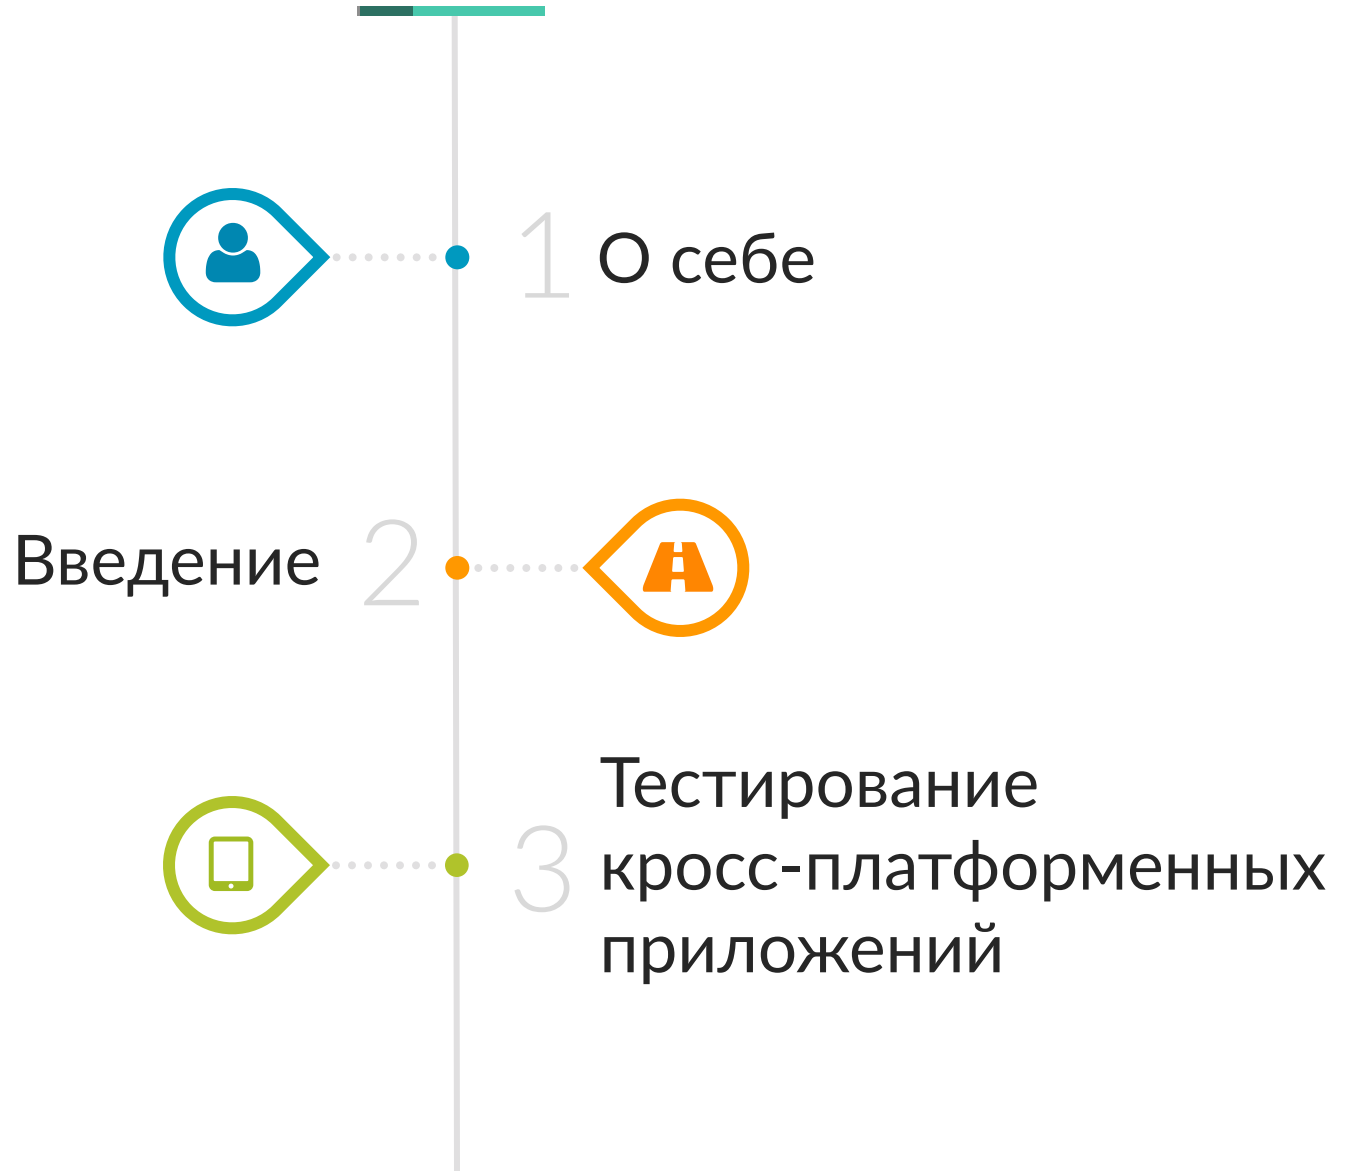 1 О себе
Введение 2
3 Тестирование
кросс-платформенных
приложений